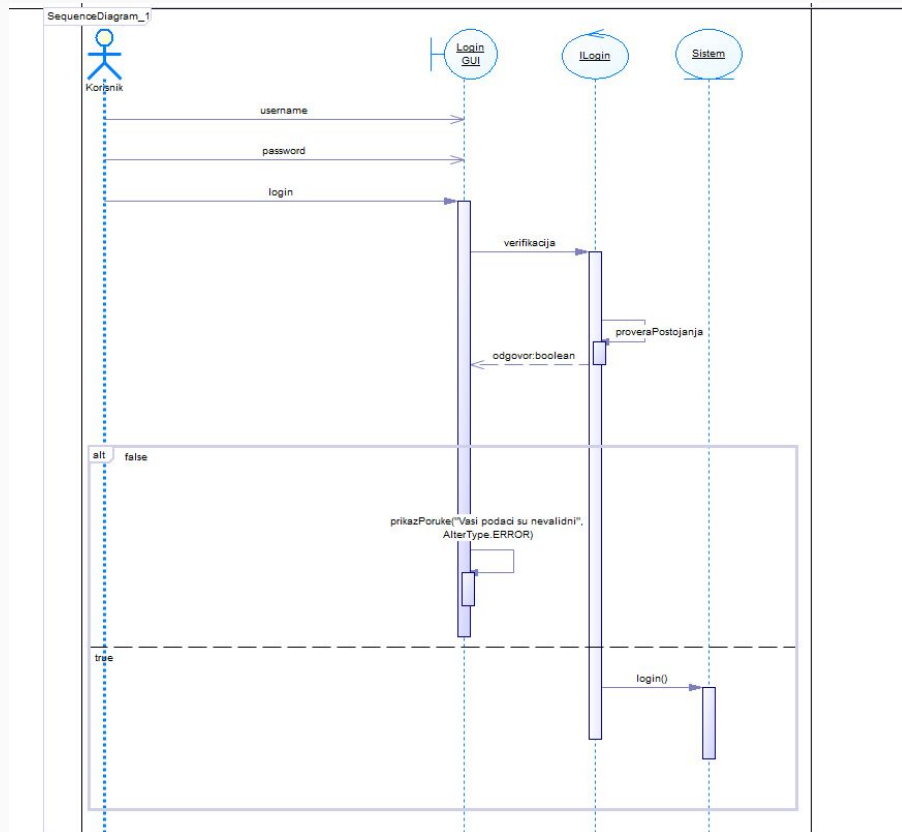 SequenceDiagram_1
Korisnik
Login
GUI
ILogin
Sistem
username
password
login
verifikacija
proveraPostojanja
odgovor:boolean
alt
false
prikazPoruke("Vasi podaci su nevalidni",
AlterType.ERROR)
true
login()